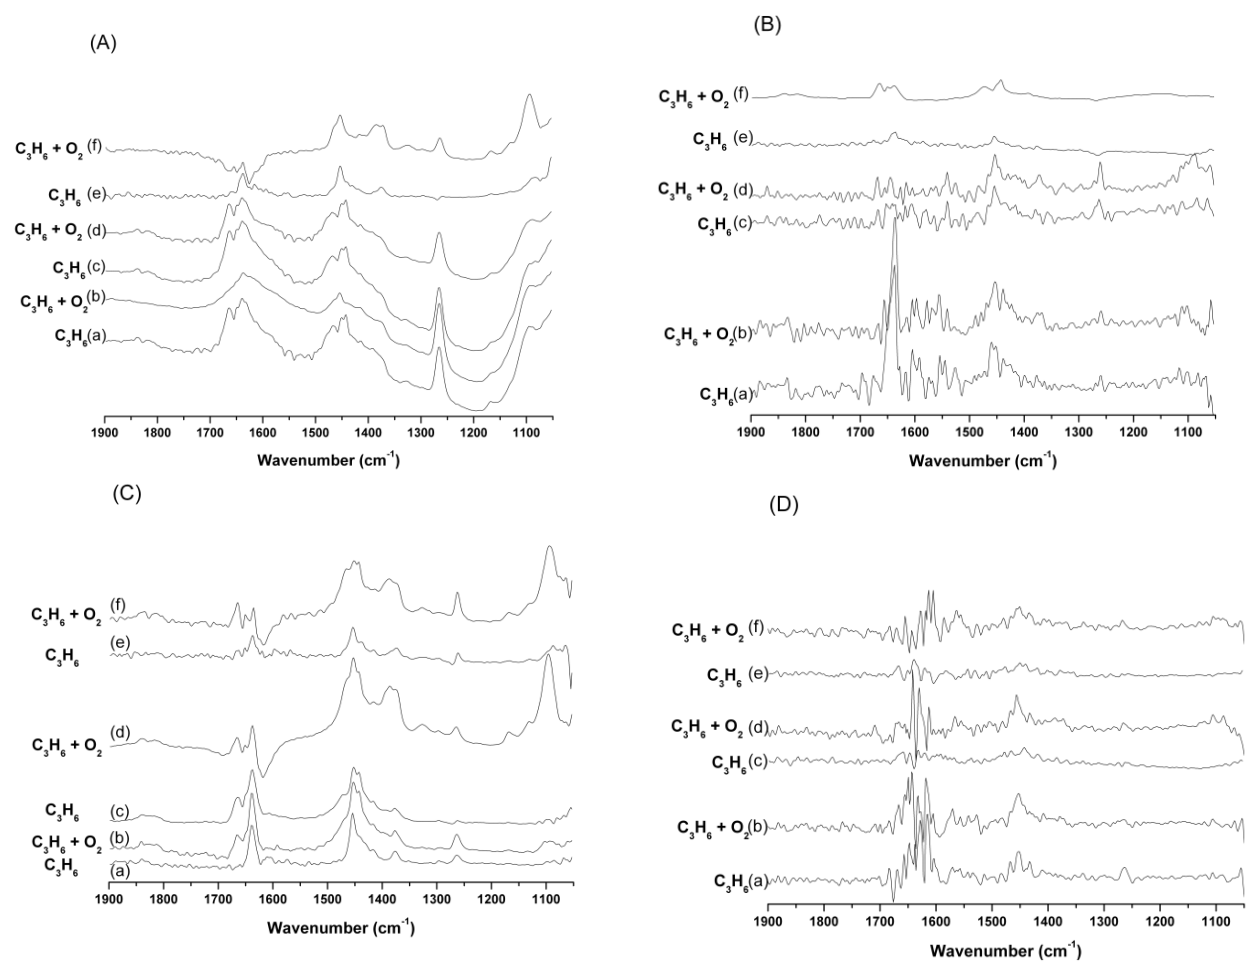 (A)
C₃H₆ + O₂ (f)
C₃H₆ (e)
C₃H₆ + O₂ (d)
C₃H₆ (c)
C₃H₆ + O₂ (b)
C₃H₆ (a)
1900 1800 1700 1600 1500 1400 1300 1200 1100
Wavenumber (cm⁻¹)
(B)
C₃H₆ + O₂ (f)
C₃H₆ (e)
C₃H₆ + O₂ (d)
C₃H₆ (c)
C₃H₆ + O₂ (b)
C₃H₆ (a)
1900 1800 1700 1600 1500 1400 1300 1200 1100
Wavenumber (cm⁻¹)
(C)
C₃H₆ + O₂ (f)
C₃H₆ (e)
C₃H₆ + O₂ (d)
C₃H₆ (c)
C₃H₆ + O₂ (b)
C₃H₆ (a)
1900 1800 1700 1600 1500 1400 1300 1200 1100
Wavenumber (cm⁻¹)
(D)
C₃H₆ + O₂ (f)
C₃H₆ (e)
C₃H₆ + O₂ (d)
C₃H₆ (c)
C₃H₆ + O₂ (b)
C₃H₆ (a)
1900 1800 1700 1600 1500 1400 1300 1200 1100
Wavenumber (cm⁻¹)